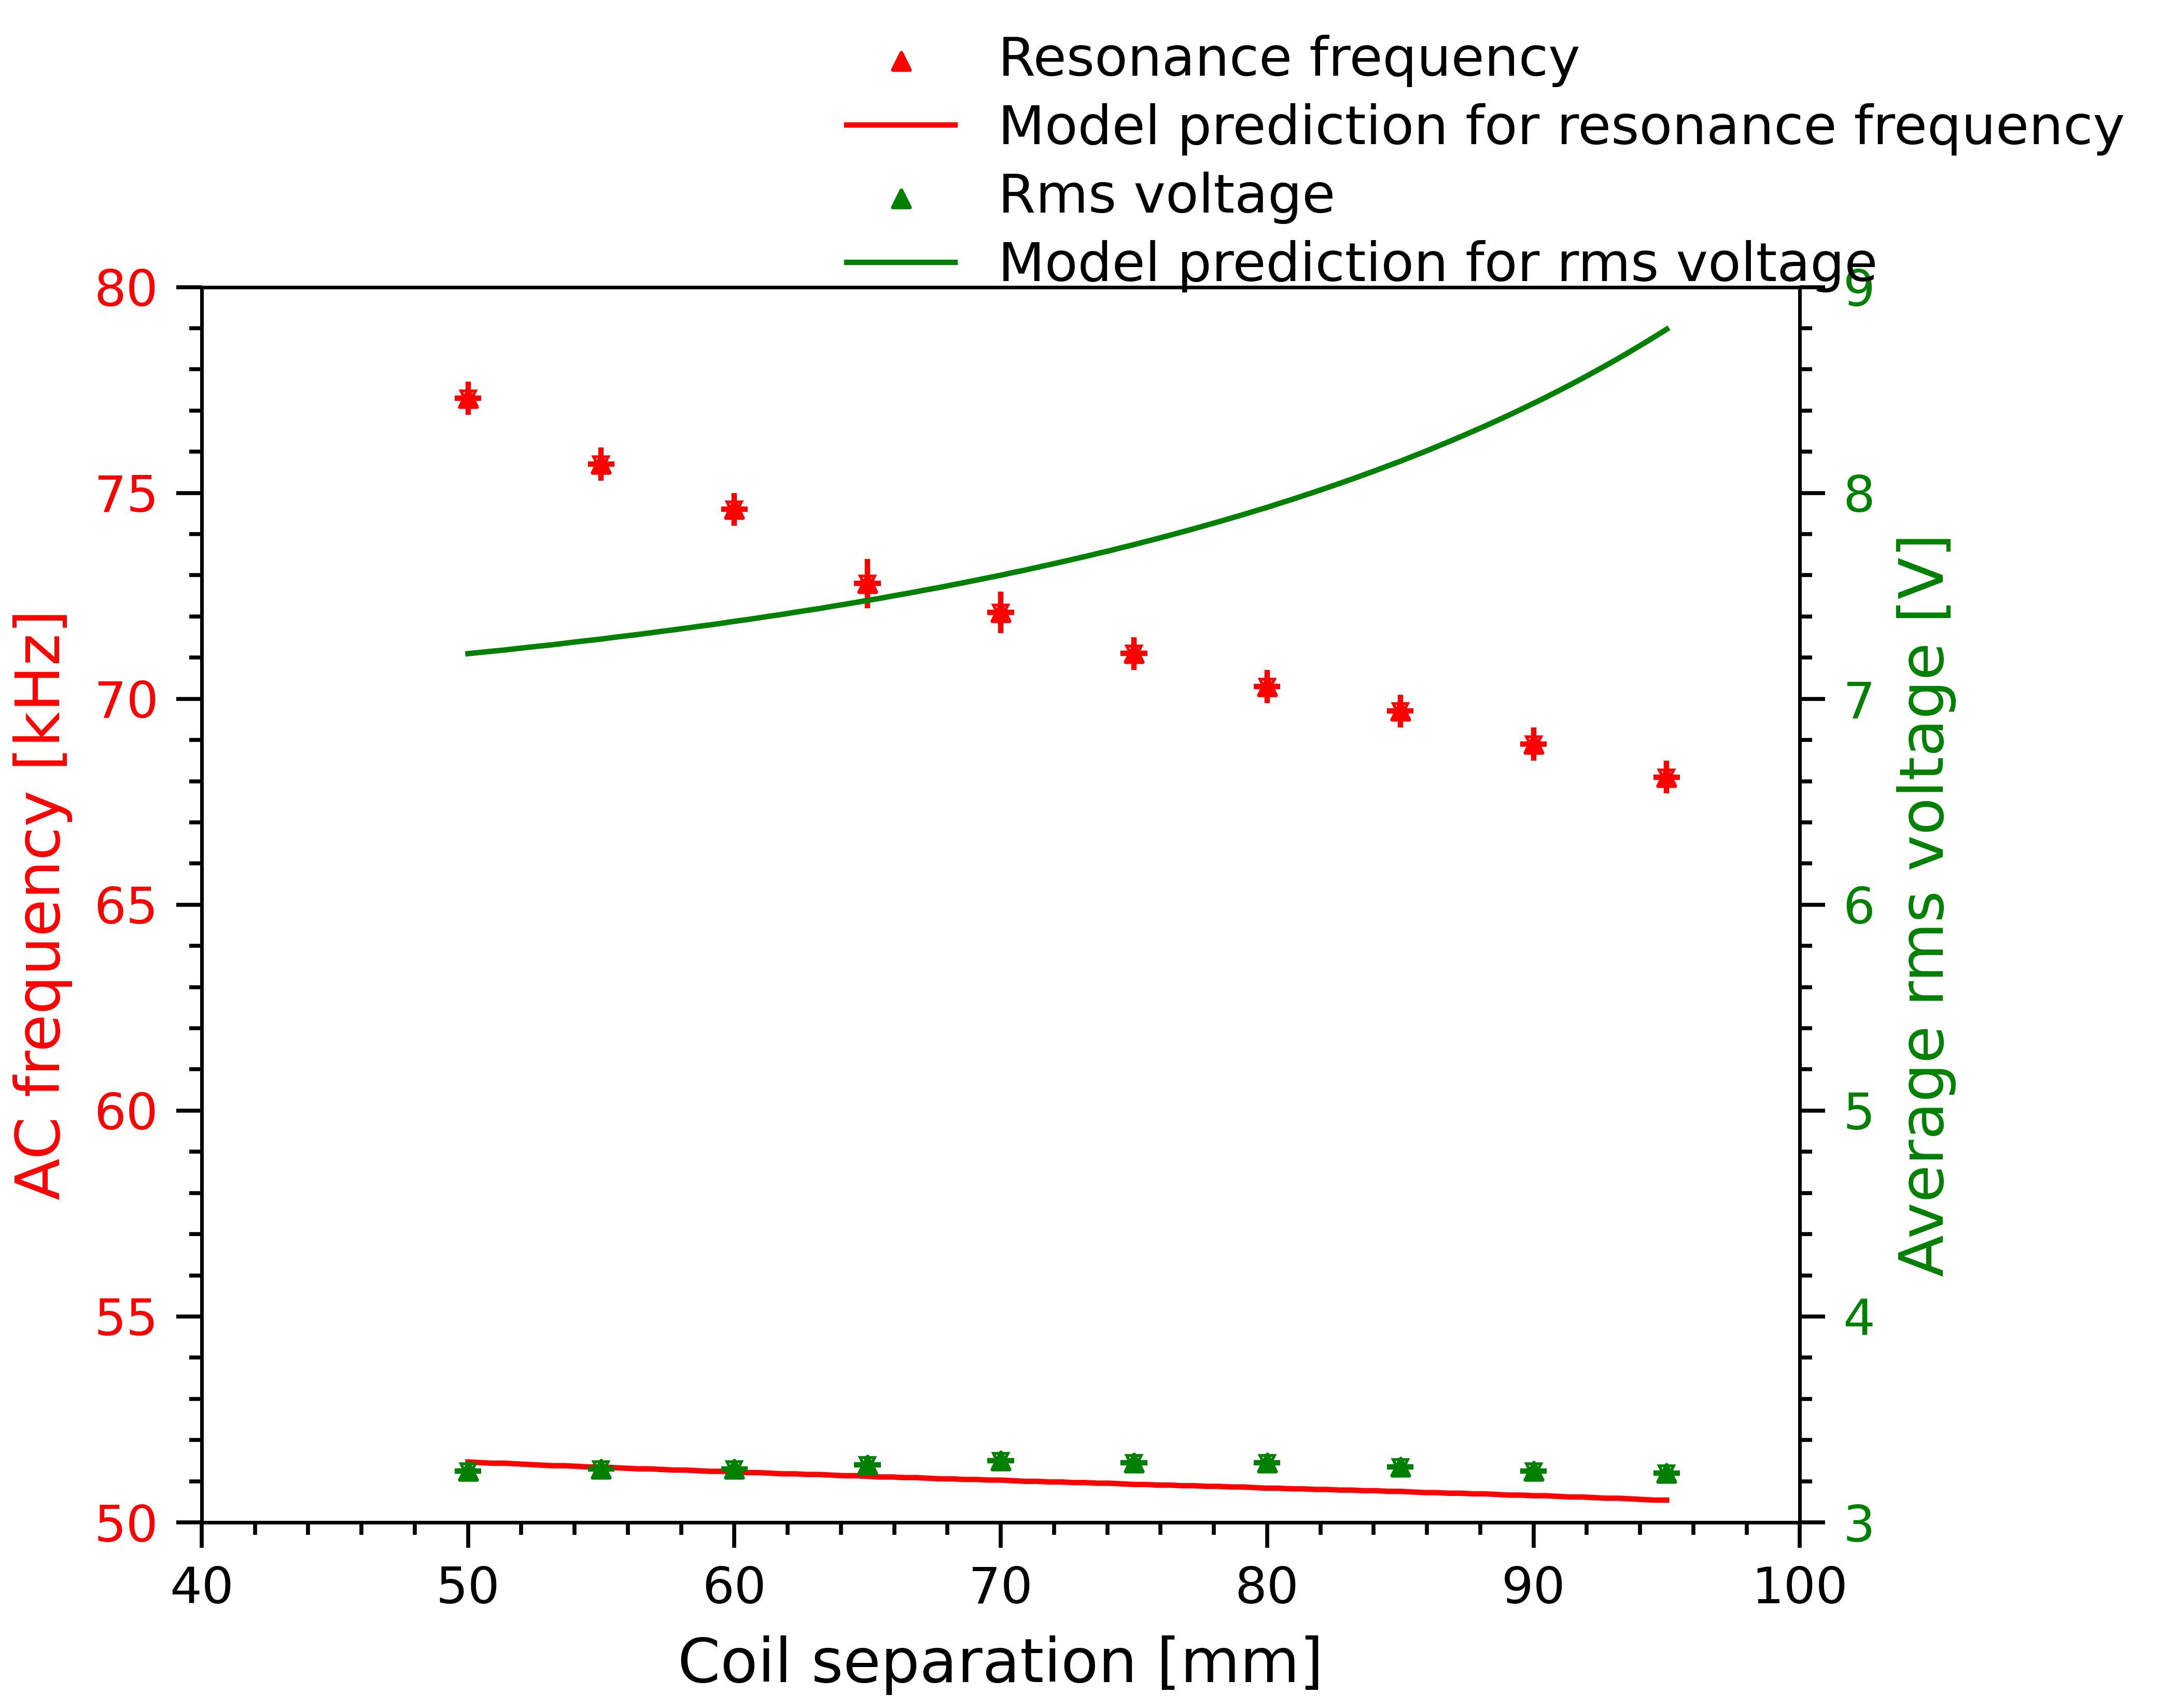 Resonance frequency
Model prediction for resonance frequency
Rms voltage
Model prediction for rms voltage
80
75
70
65
60
55
50
AC frequency [kHz]
9
8
7
6
5
4
3
Average rms voltage [V]
40 50 60 70 80 90 100
Coil separation [mm]